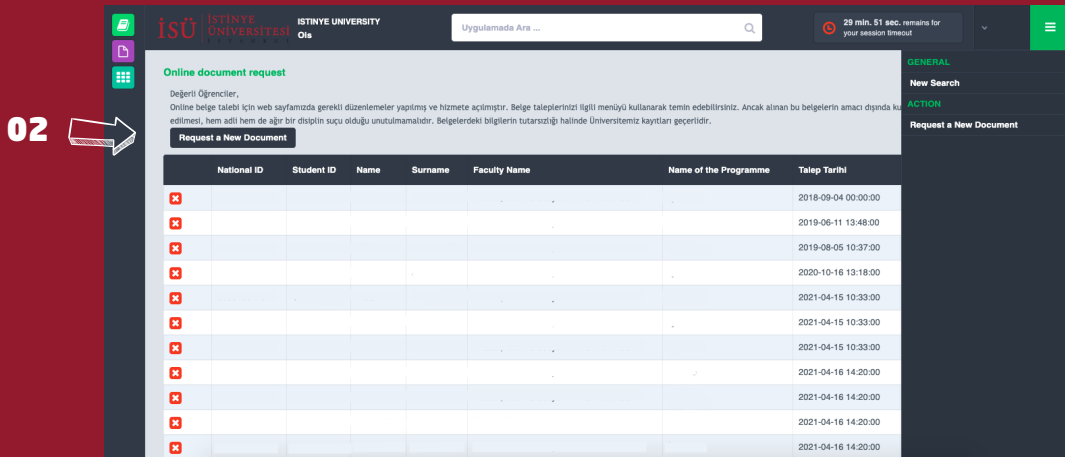 02
İSÜ İSTİNYE ÜNİVERSİTESİ İSTANBUL
ISTINYE UNIVERSITY
Ois
Uygulamada Ara ...
29 min. 51 sec. remains for
your session timeout
Online document request
Değerli Öğrenciler,
Online belge talebi için web sayfamızda gerekli düzenlemeler yapılmış ve hizmete açılmıştır. Belge taleplerinizi ilgili menüyü kullanarak temin edebilirsiniz. Ancak alınan bu belgelerin amacı dışında ku
edilmesi, hem adli hem de ağır bir disiplin suçu olduğu unutulmamalıdır. Belgelerdeki bilgilerin tutarsızlığı halinde Üniversitemiz kayıtları geçerlidir.
Request a New Document
National ID Student ID Name Surname Faculty Name Name of the Programme Talep Tarihi
2018-09-04 00:00:00
2019-06-11 13:48:00
2019-08-05 10:37:00
2020-10-16 13:18:00
2021-04-15 10:33:00
2021-04-15 10:33:00
2021-04-15 10:33:00
2021-04-16 14:20:00
2021-04-16 14:20:00
2021-04-16 14:20:00
2021-04-16 14:20:00
GENERAL
New Search
ACTION
Request a New Document